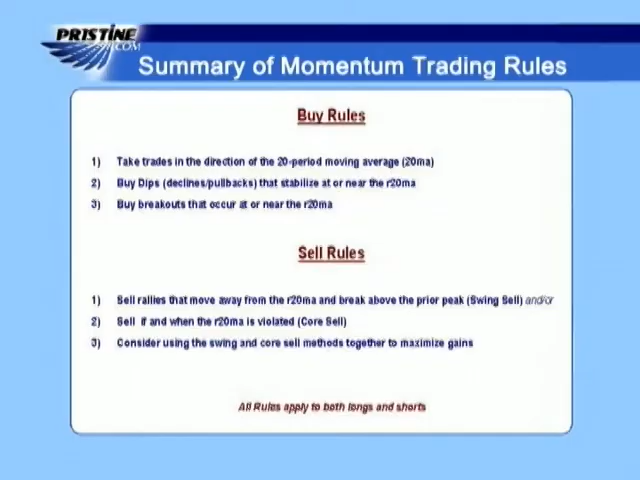 PRISTINE
.COM
Summary of Momentum Trading Rules
Buy Rules
1) Take trades in the direction of the 20-period moving average (20ma)
2) Buy Dips (declines/pullbacks) that stabilize at or near the r20ma
3) Buy breakouts that occur at or near the r20ma
Sell Rules
1) Sell rallies that move away from the r20ma and break above the prior peak (Swing Sell) and/or
2) Sell if and when the r20ma is violated (Core Sell)
3) Consider using the swing and core sell methods together to maximize gains
All Rules apply to both longs and shorts